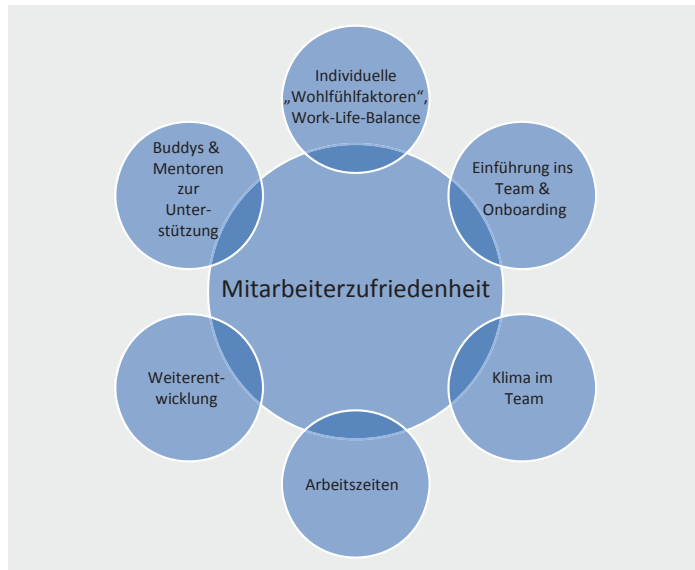 Individuelle
„Wohlfühlfaktoren“,
Work-Life-Balance
Buddys &
Mentoren
zur
Unter-
stützung
Einführung ins
Team &
Onboarding
Mitarbeiterzufriedenheit
Weiterent-
wicklung
Klima im
Team
Arbeitszeiten